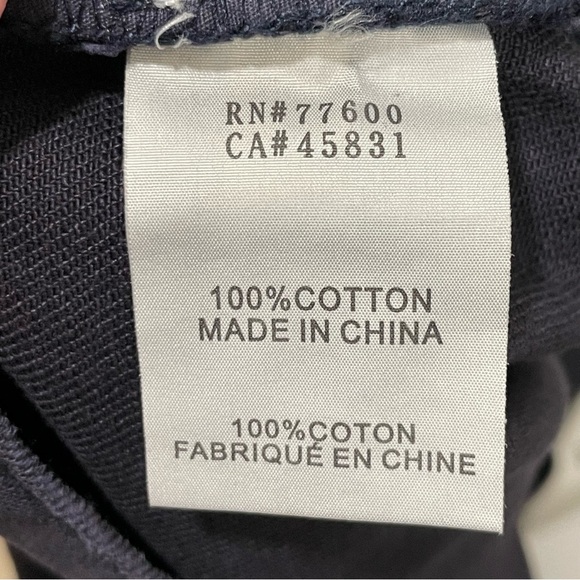 RN#77600
CA#45831
100%COTTON
MADE IN CHINA
100%COTON
FABRIQUÉ EN CHINE